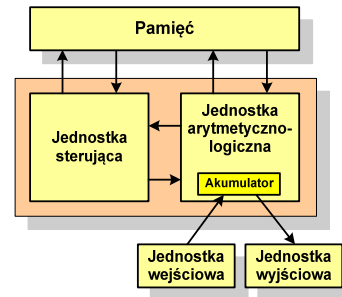 Pamięć
Jednostka
sterująca
Jednostka
arytmetyczno-
logiczna
Akumulator
Jednostka
wejściowa
Jednostka
wyjściowa